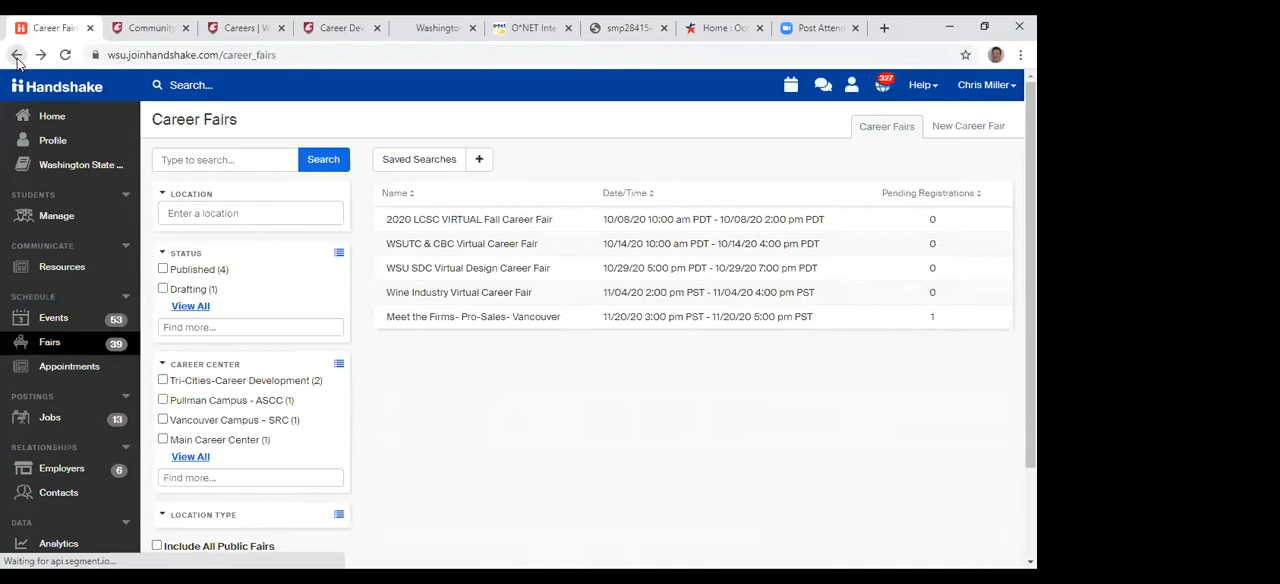 Career Fairs
Community
Careers | W
Career Dev
Washington
O*NET Inte
smp284154
Home : Occ
Post Attend
wsu.joinhandshake.com/career_fairs
Handshake
Search...
327
Help
Chris Miller
Home
Profile
Washington State ...
STUDENTS
Manage
COMMUNICATE
Resources
SCHEDULE
Events 53
Fairs 39
Appointments
POSTINGS
Jobs 13
RELATIONSHIPS
Employers 6
Contacts
DATA
Analytics
Waiting for api.segment.io...
Career Fairs
Career Fairs
New Career Fair
Type to search...
Search
Saved Searches
+
LOCATION
Enter a location
STATUS
Published (4)
Drafting (1)
View All
Find more...
CAREER CENTER
Tri-Cities-Career Development (2)
Pullman Campus - ASCC (1)
Vancouver Campus – SRC (1)
Main Career Center (1)
View All
Find more...
LOCATION TYPE
Include All Public Fairs
Name Date/Time Pending Registrations
2020 LCSC VIRTUAL Fall Career Fair 10/08/20 10:00 am PDT - 10/08/20 2:00 pm PDT 0
WSUTC & CBC Virtual Career Fair 10/14/20 10:00 am PDT - 10/14/20 4:00 pm PDT 0
WSU SDC Virtual Design Career Fair 10/29/20 5:00 pm PDT - 10/29/20 7:00 pm PDT 0
Wine Industry Virtual Career Fair 11/04/20 2:00 pm PST - 11/04/20 4:00 pm PST 0
Meet the Firms- Pro-Sales- Vancouver 11/20/20 3:00 pm PST - 11/20/20 5:00 pm PST 1